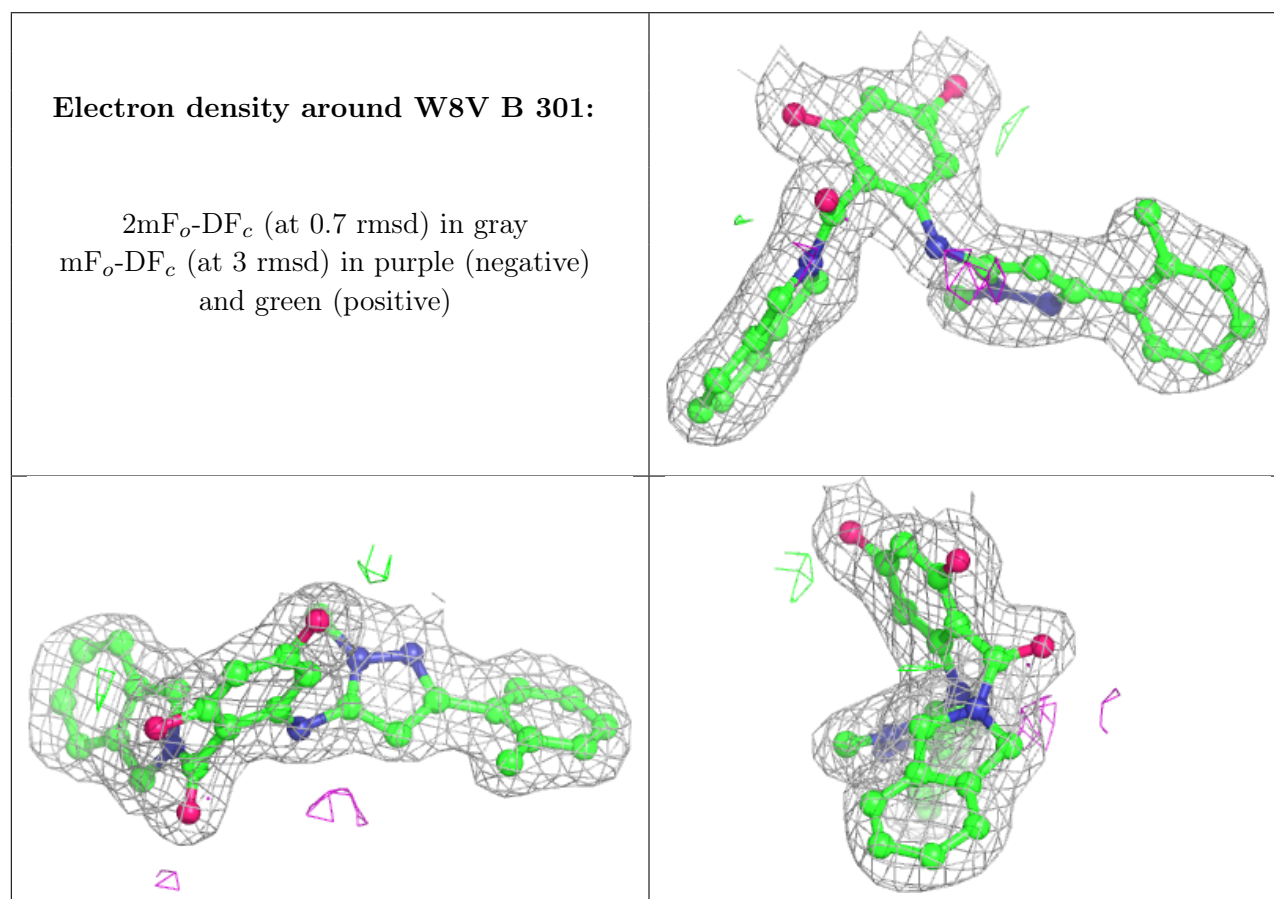 Electron density around W8V B 301:
2mFo-DFc (at 0.7 rmsd) in gray
mFo-DFc (at 3 rmsd) in purple (negative)
and green (positive)